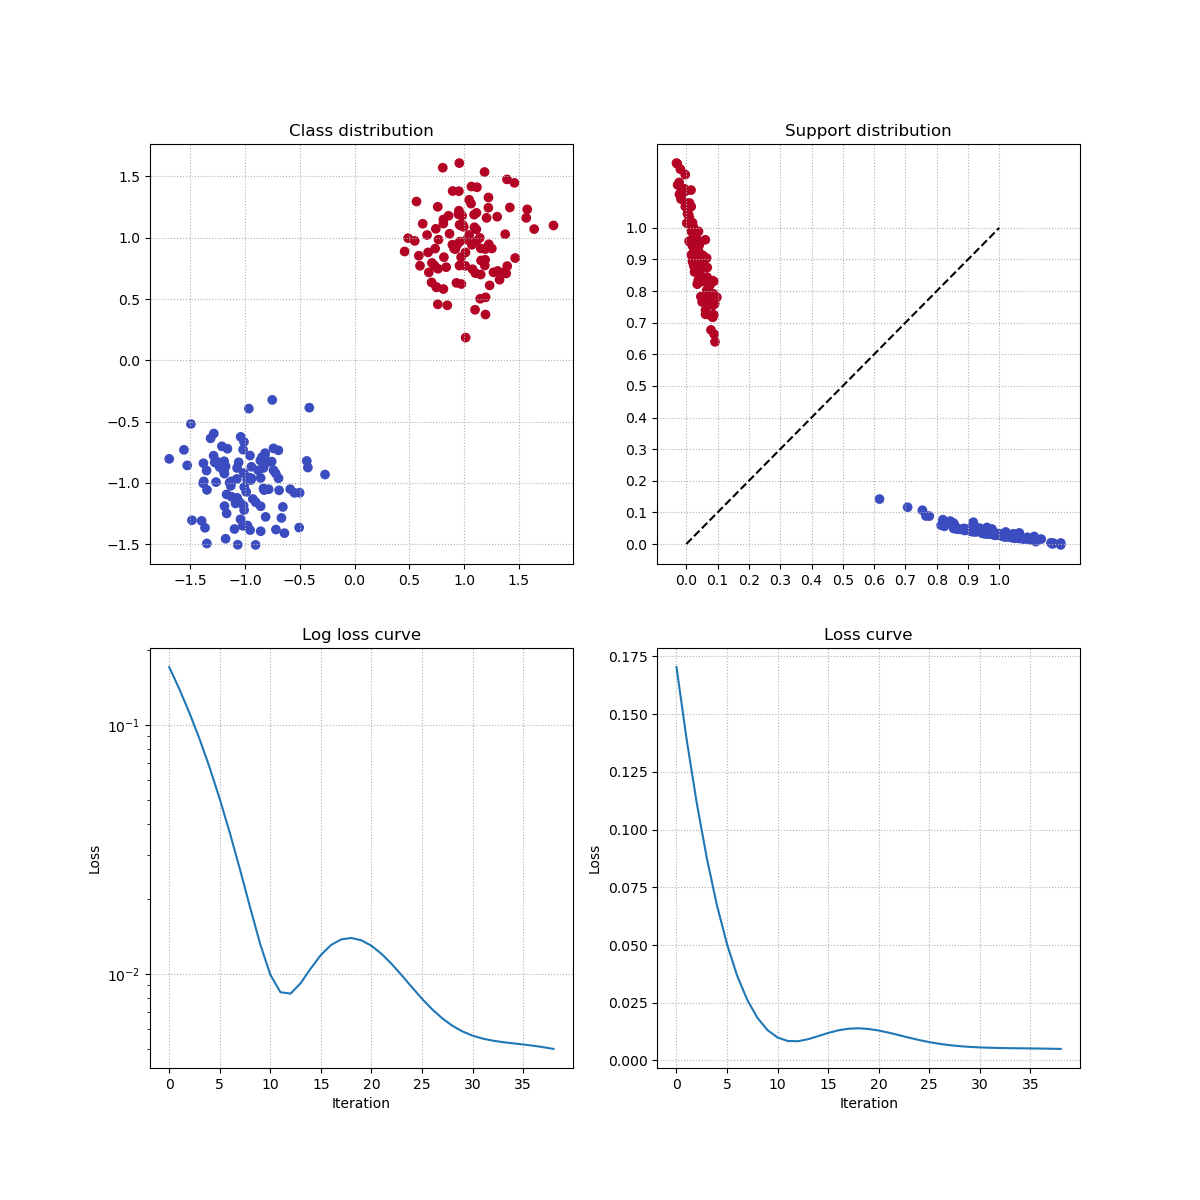 Class distribution
1.5
1.0
0.5
0.0
−0.5
−1.0
−1.5
−1.5 −1.0 −0.5 0.0 0.5 1.0 1.5
Support distribution
1.0
0.9
0.8
0.7
0.6
0.5
0.4
0.3
0.2
0.1
0.0
0.0 0.1 0.2 0.3 0.4 0.5 0.6 0.7 0.8 0.9 1.0
Log loss curve
10⁻¹
10⁻²
Loss
0 5 10 15 20 25 30 35
Iteration
Loss curve
0.175
0.150
0.125
0.100
0.075
0.050
0.025
0.000
Loss
0 5 10 15 20 25 30 35
Iteration